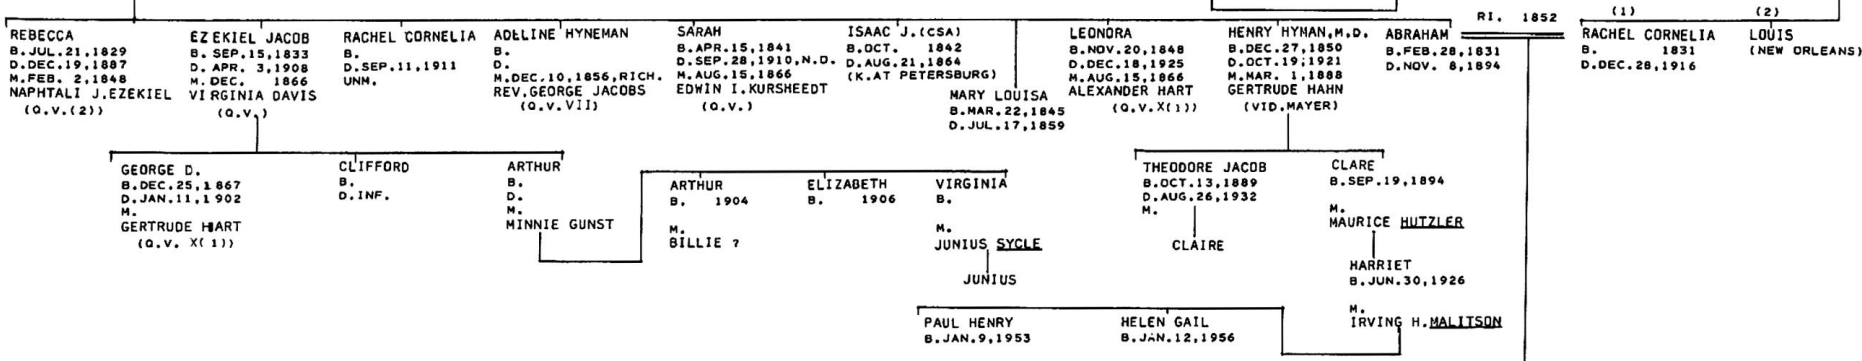 REBECCA
B.JUL.21,1829
D.DEC.19,1887
M.FEB. 2,1848
NAPHTALI J.EZEKIEL
(Q.V.(2))
EZEKIEL JACOB
B. SEP.15,1833
D. APR. 3,1908
M. DEC. 1866
VIRGINIA DAVIS
(Q.V.)
RACHEL CORNELIA
B.
D.SEP.11,1911
UNM.
ADELINE HYNEMAN
B.
D.
M.DEC.10,1856,RICH.
REV.GEORGE JACOBS
(Q.V.VII)
SARAH
B.APR.15,1841
D.SEP.28,1910,N.O.
M.AUG.15,1866
EDWIN I.KURSHEEDT
(Q.V.)
ISAAC J.(CSA)
B.OCT. 1842
D.AUG.21,1864
(K.AT PETERSBURG)
MARY LOUISA
B.MAR.22,1845
D.JUL.17,1859
LEONORA
B.NOV.20,1848
D.DEC.18,1925
M.AUG.15,1866
ALEXANDER HART
(Q.V.X(1))
HENRY HYMAN,M.D.
B.DEC.27,1850
D.OCT.19;1921
M.MAR. 1,1888
GERTRUDE HAHN
(VID.MAYER)
ABRAHAM
B.FEB.28,1831
D.NOV. 8,1894
RI. 1852
(1)
RACHEL CORNELIA
B. 1831
D.DEC.28,1916
(2)
LOUIS
(NEW ORLEANS)
GEORGE D.
B.DEC.25,1867
D.JAN.11,1902
M.
GERTRUDE HART
(Q.V. X(1))
CLIFFORD
B.
D.INF.
ARTHUR
B.
D.
M.
MINNIE GUNST
ARTHUR
B. 1904
M.
BILLIE ?
ELIZABETH
B. 1906
VIRGINIA
B.
M.
JUNIUS SYCLE
JUNIUS
THEODORE JACOB
B.OCT.13,1889
D.AUG.26,1932
M.
CLAIRE
CLARE
B.SEP.19,1894
M.
MAURICE HUTZLER
HARRIET
B.JUN.30,1926
M.
IRVING H.MALITSON
PAUL HENRY
B.JAN.9,1953
HELEN GAIL
B.JAN.12,1956